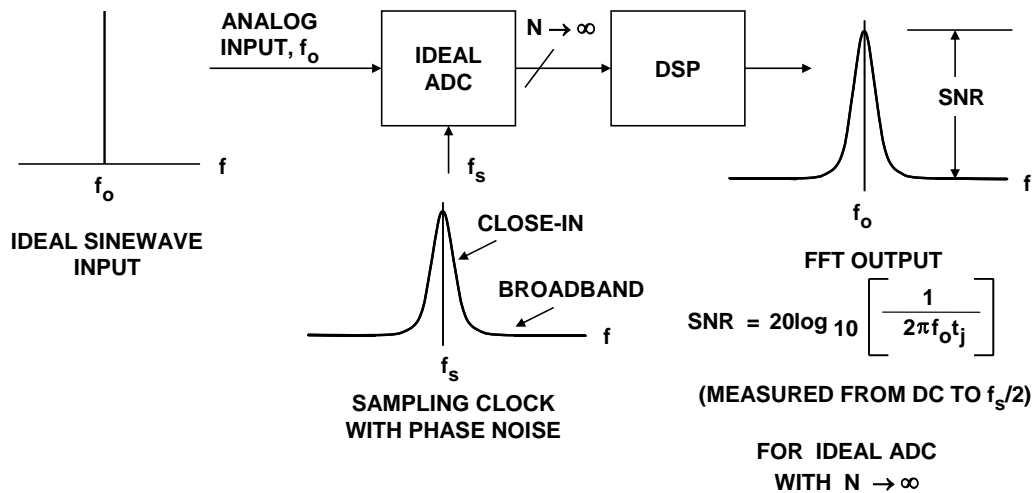 ANALOG
INPUT, fo
IDEAL
ADC
N → ∞
DSP
SNR
f
fo
IDEAL SINEWAVE
INPUT
fs
CLOSE-IN
BROADBAND
f
fs
SAMPLING CLOCK
WITH PHASE NOISE
f
fo
FFT OUTPUT
SNR = 20log10 [ 1 / 2πfotj ]
(MEASURED FROM DC TO fs/2)
FOR IDEAL ADC
WITH N → ∞